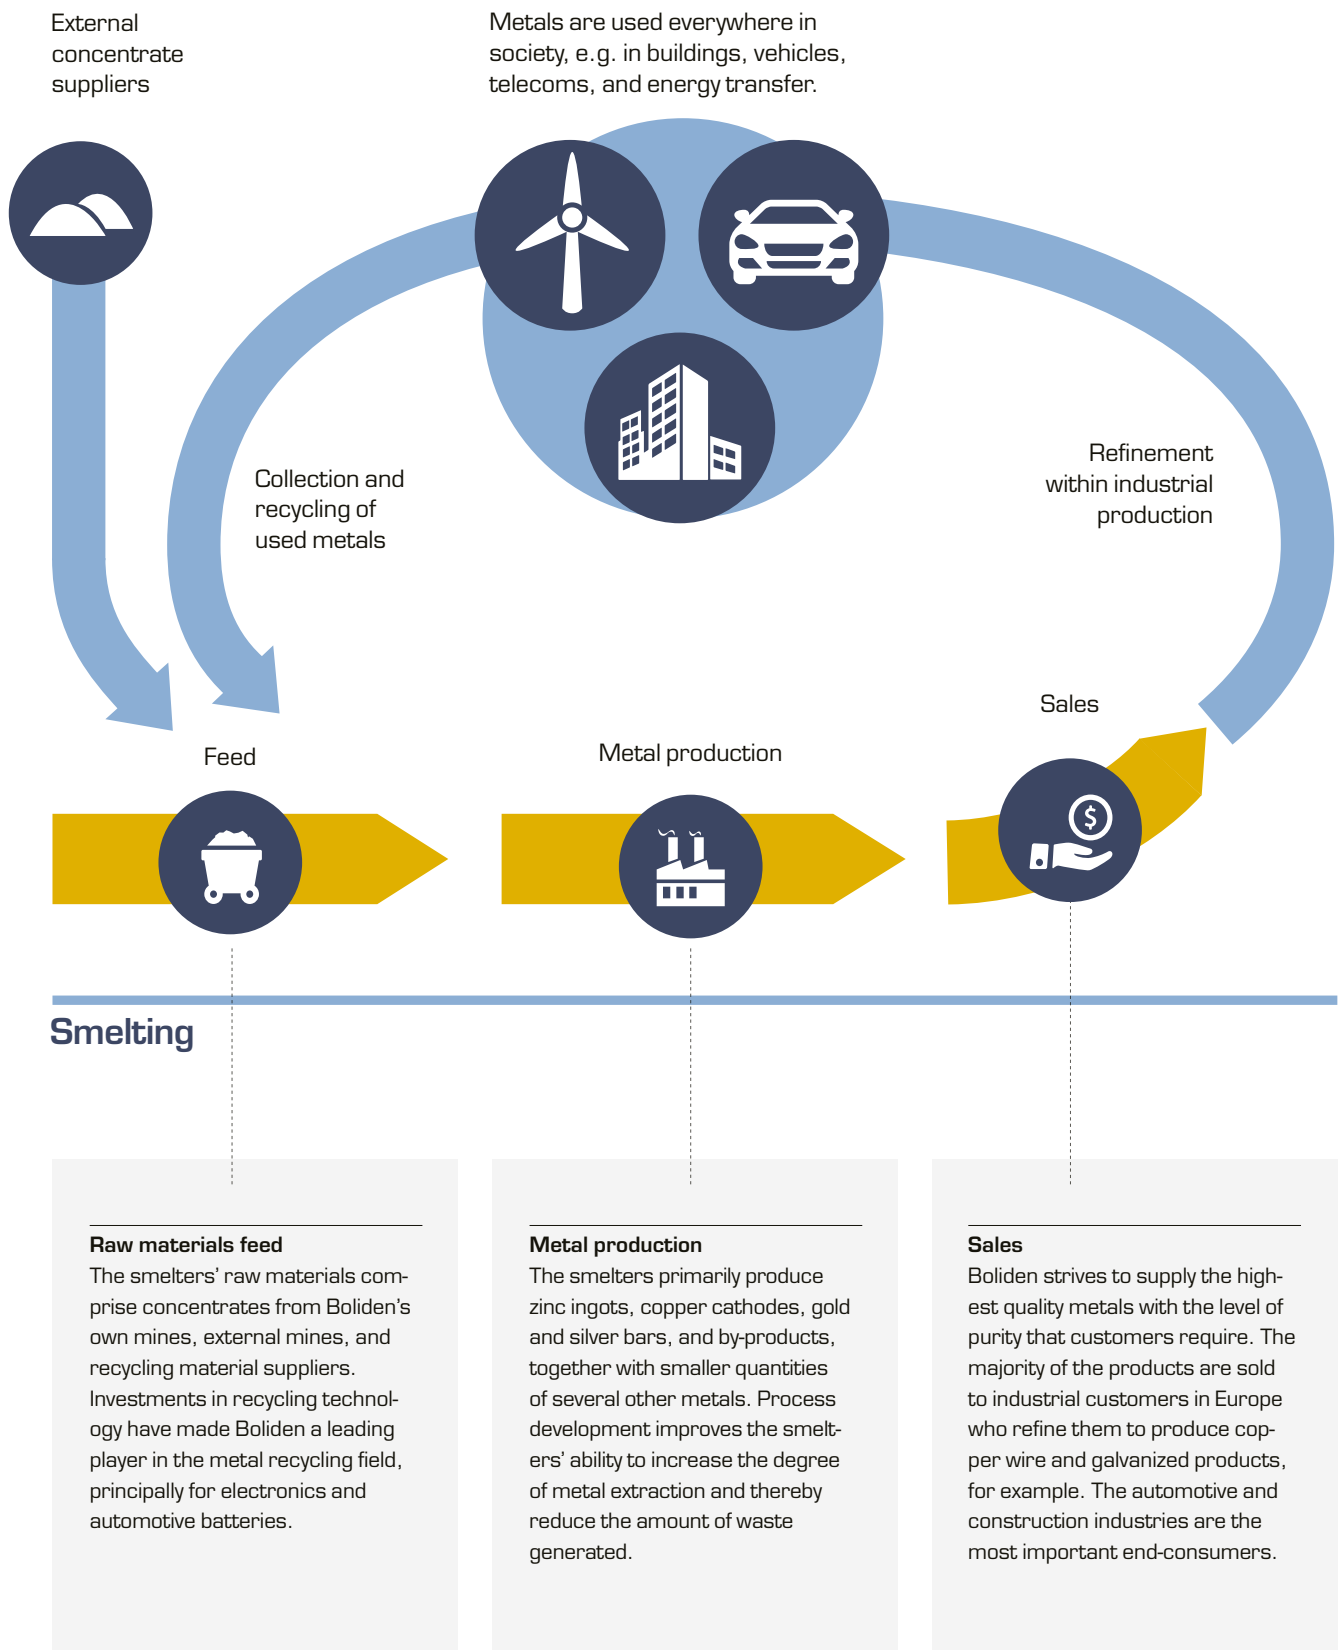 External
concentrate
suppliers
Metals are used everywhere in
society, e.g. in buildings, vehicles,
telecoms, and energy transfer.
Collection and
recycling of
used metals
Refinement
within industrial
production
Sales
Feed
Metal production
$
Smelting
Raw materials feed
The smelters’ raw materials com-
prise concentrates from Boliden’s
own mines, external mines, and
recycling material suppliers.
Investments in recycling technol-
ogy have made Boliden a leading
player in the metal recycling field,
principally for electronics and
automotive batteries.
Metal production
The smelters primarily produce
zinc ingots, copper cathodes, gold
and silver bars, and by-products,
together with smaller quantities
of several other metals. Process
development improves the smelt-
ers’ ability to increase the degree
of metal extraction and thereby
reduce the amount of waste
generated.
Sales
Boliden strives to supply the high-
est quality metals with the level of
purity that customers require. The
majority of the products are sold
to industrial customers in Europe
who refine them to produce cop-
per wire and galvanized products,
for example. The automotive and
construction industries are the
most important end-consumers.